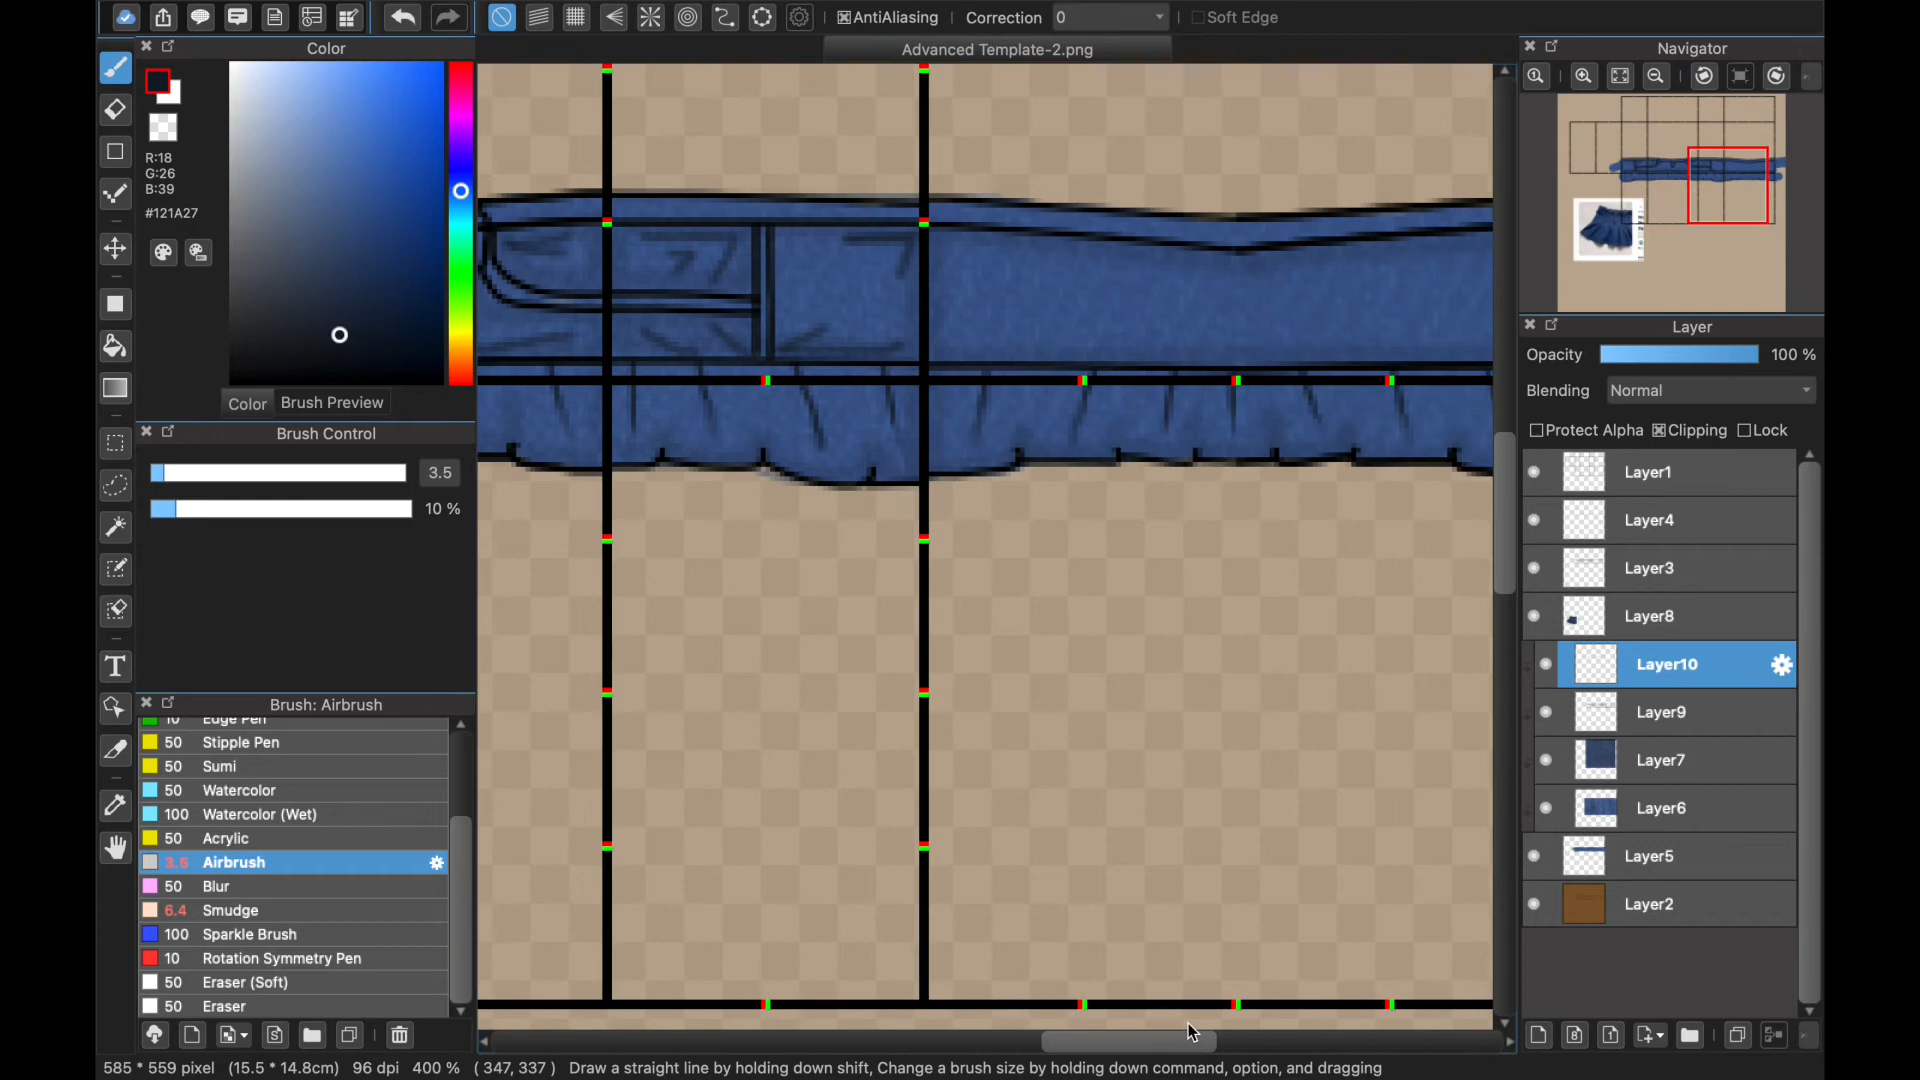 AntiAliasing
Correction
0
Soft Edge
Color
Advanced Template-2.png
Navigator
R:18
G:26
B:39
#121A27
Color
Brush Preview
Brush Control
3.5
10 %
Brush: Airbrush
10 Edge Pen
50 Stipple Pen
50 Sumi
50 Watercolor
100 Watercolor (Wet)
50 Acrylic
3.5 Airbrush
50 Blur
6.4 Smudge
100 Sparkle Brush
10 Rotation Symmetry Pen
50 Eraser (Soft)
50 Eraser
Layer
Opacity
100 %
Blending
Normal
Protect Alpha
Clipping
Lock
Layer1
Layer4
Layer3
Layer8
Layer10
Layer9
Layer7
Layer6
Layer5
Layer2
585 * 559 pixel (15.5 * 14.8cm) 96 dpi 400 % ( 347, 337 ) Draw a straight line by holding down shift, Change a brush size by holding down command, option, and dragging